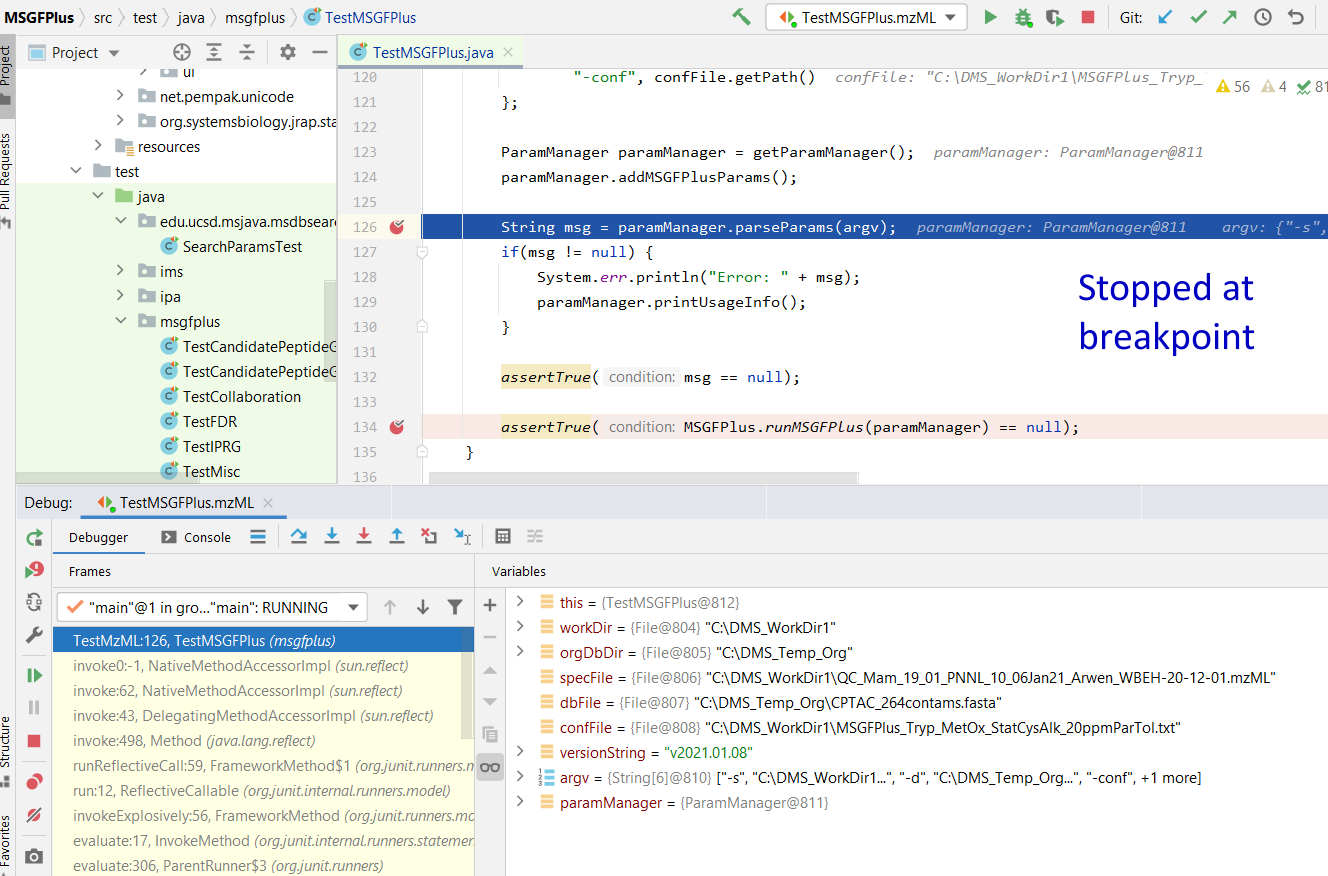 MSGFPlus src test java msgfplus TestMSGFPlus
TestMSGFPlus.mzML Git:
Project
Project
Pull Requests
Structure
Favorites
ui
net.pempak.unicode
org.systemsbiology.jrap.sta
resources
test
java
edu.ucsd.msjava.msdbsear
SearchParamsTest
ims
ipa
msgfplus
TestCandidatePeptideG
TestCandidatePeptideG
TestCollaboration
TestFDR
TestIPRG
TestMisc
TestMSGFPlus.java
56 4 81
120 "-conf", confFile.getPath() confFile: "C:\DMS_WorkDir1\MSGFPlus_Tryp_
121 };
122
123 ParamManager paramManager = getParamManager(); paramManager: ParamManager@811
124 paramManager.addMSGFPlusParams();
125
126 String msg = paramManager.parseParams(argv); paramManager: ParamManager@811 argv: {"-s",
127 if(msg != null) {
128 System.err.println("Error: " + msg);
129 paramManager.printUsageInfo();
130 }
131
132 assertTrue( condition: msg == null);
133
134 assertTrue( condition: MSGFPlus.runMSGFPlus(paramManager) == null);
135 }
136
Stopped at
breakpoint
Debug: TestMSGFPlus.mzML
Debugger Console
Frames
"main"@1 in gro..."main": RUNNING
TestMzML:126, TestMSGFPlus (msgfplus)
invoke0:-1, NativeMethodAccessorImpl (sun.reflect)
invoke:62, NativeMethodAccessorImpl (sun.reflect)
invoke:43, DelegatingMethodAccessorImpl (sun.reflect)
invoke:498, Method (java.lang.reflect)
runReflectiveCall:59, FrameworkMethod$1 (org.junit.runners.m
run:12, ReflectiveCallable (org.junit.internal.runners.model)
invokeExplosively:56, FrameworkMethod (org.junit.runners.mo
evaluate:17, InvokeMethod (org.junit.internal.runners.statemen
evaluate:306, ParentRunner$3 (org.junit.runners)
Variables
this = {TestMSGFPlus@812}
workDir = {File@804} "C:\DMS_WorkDir1"
orgDbDir = {File@805} "C:\DMS_Temp_Org"
specFile = {File@806} "C:\DMS_WorkDir1\QC_Mam_19_01_PNNL_10_06Jan21_Arwen_WBEH-20-12-01.mzML"
dbFile = {File@807} "C:\DMS_Temp_Org\CPTAC_264contams.fasta"
confFile = {File@808} "C:\DMS_WorkDir1\MSGFPlus_Tryp_MetOx_StatCysAlk_20ppmParTol.txt"
versionString = "v2021.01.08"
argv = {String[6]@810} ["-s", "C:\DMS_WorkDir1...", "-d", "C:\DMS_Temp_Org...", "-conf", +1 more]
paramManager = {ParamManager@811}